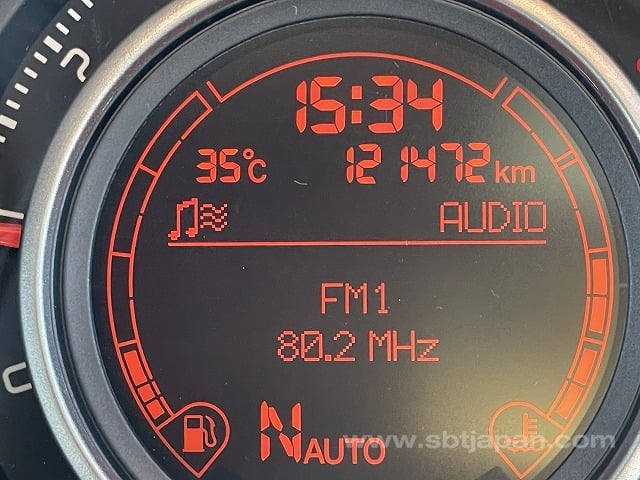 15:34
35°C 121472 km
AUDIO
FM1
80.2 MHz
N AUTO
www.sbtjapan.com